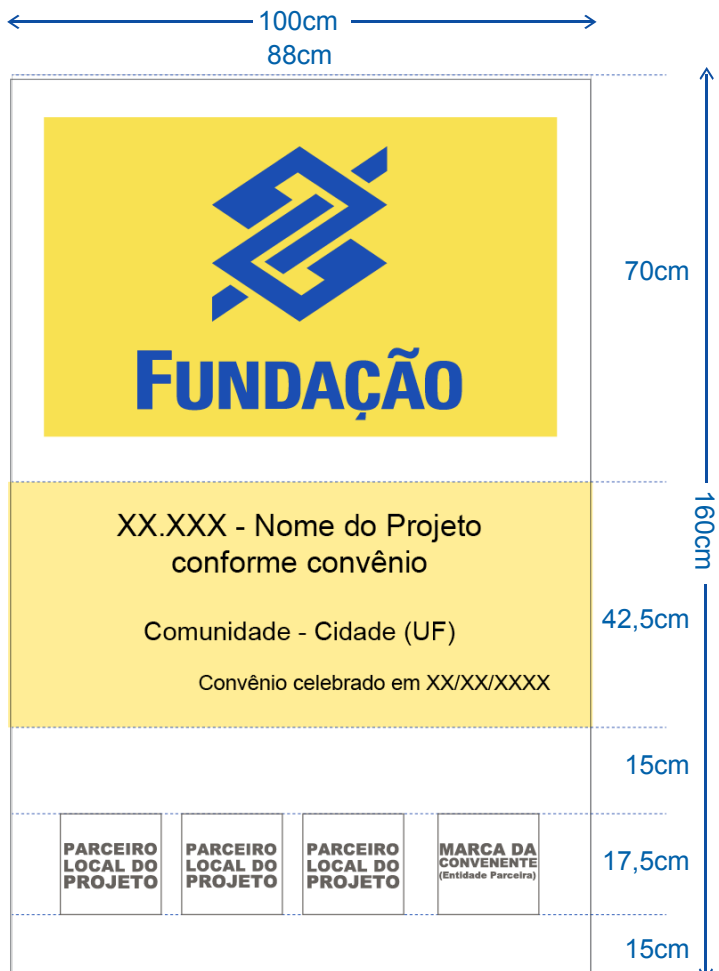 100cm
88cm
FUNDAÇÃO
70cm
160cm
XX.XXX - Nome do Projeto
conforme convênio
Comunidade - Cidade (UF)
Convênio celebrado em XX/XX/XXXX
42,5cm
15cm
PARCEIRO
LOCAL DO
PROJETO
PARCEIRO
LOCAL DO
PROJETO
PARCEIRO
LOCAL DO
PROJETO
MARCA DA
CONVENENTE
(Entidade Parceira)
17,5cm
15cm